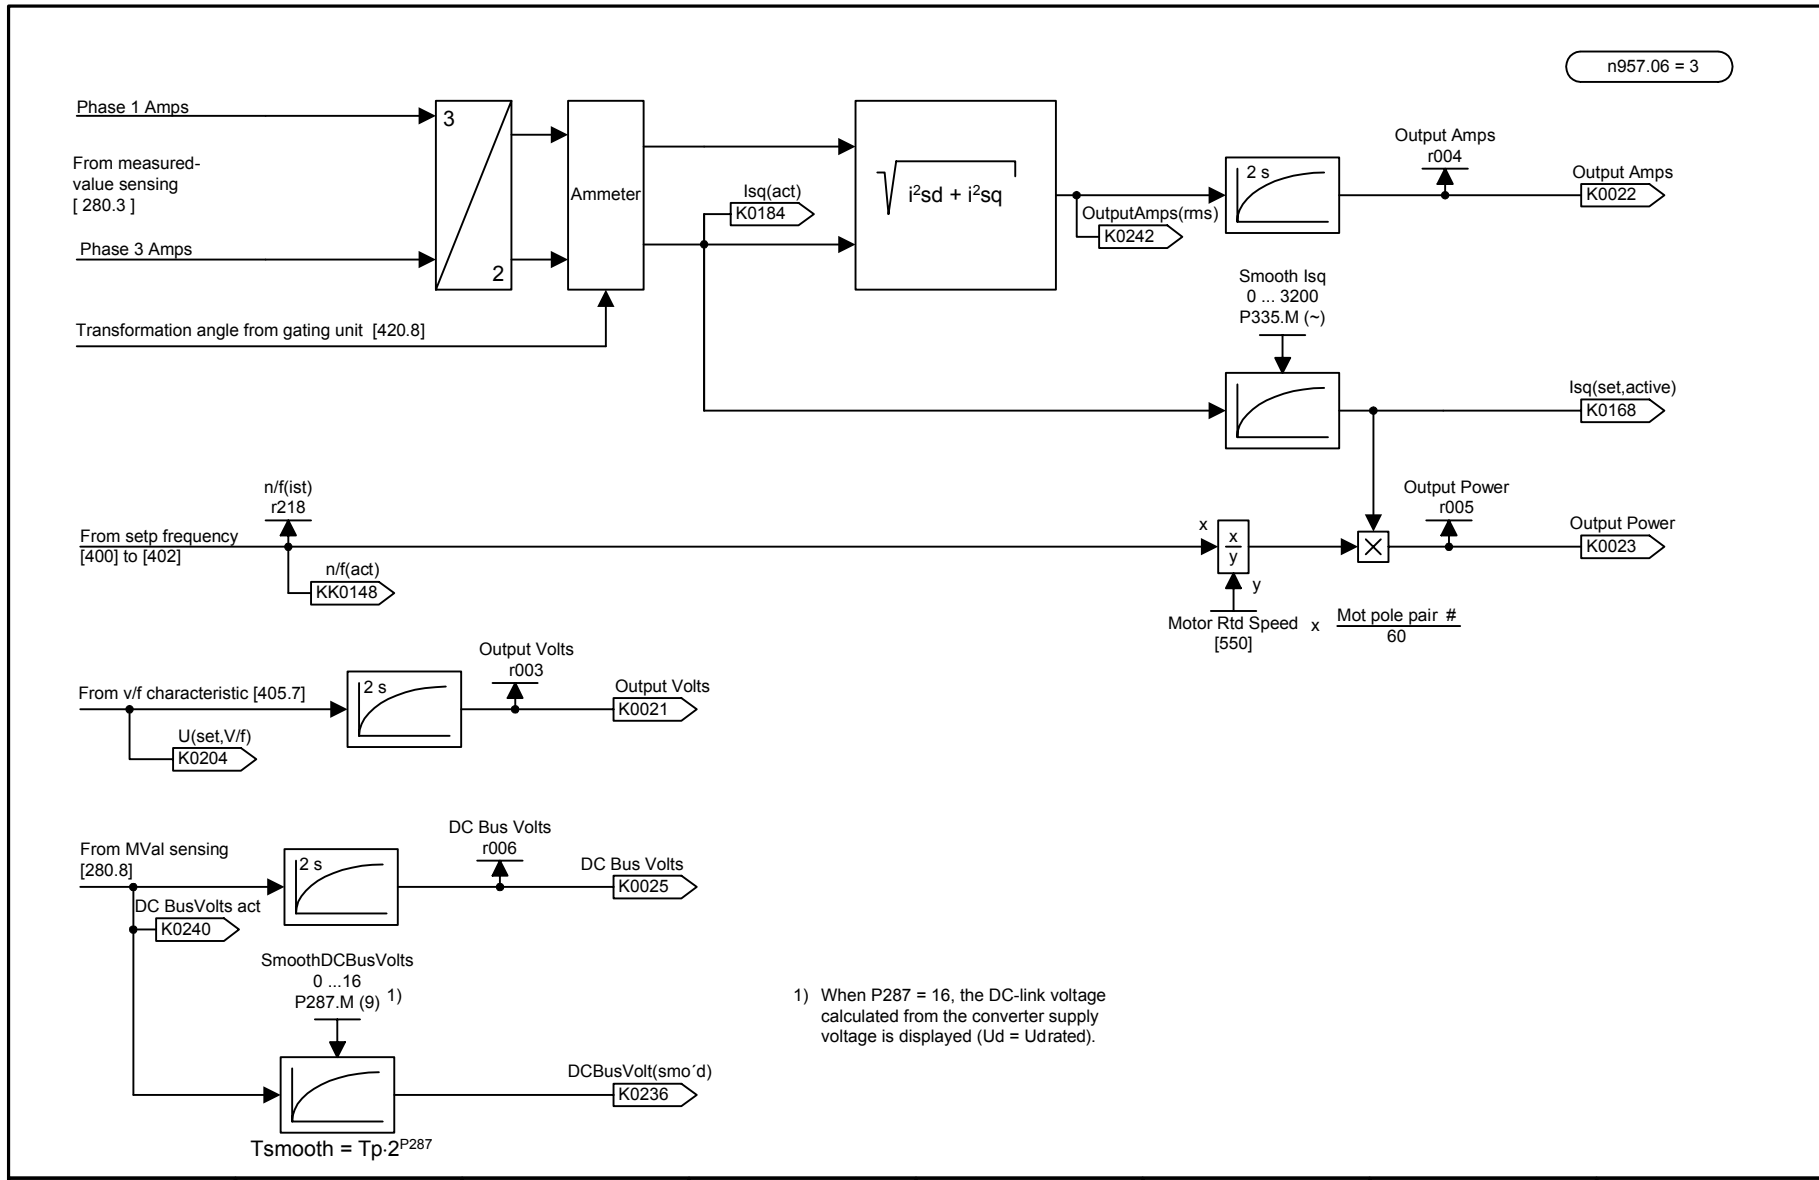 n957.06 = 3
Phase 1 Amps
From measured-
value sensing
[ 280.3 ]
Phase 3 Amps
Transformation angle from gating unit [420.8]
3
2
Ammeter
Isq(act)
K0184
√ i²sd + i²sq
OutputAmps(rms)
K0242
2 s
Output Amps
r004
Output Amps
K0022
Smooth Isq
0 ... 3200
P335.M (~)
Isq(set,active)
K0168
n/f(ist)
r218
From setp frequency
[400] to [402]
n/f(act)
KK0148
x
x
y
y
Motor Rtd Speed x Mot pole pair #
[550]
60
X
Output Power
r005
Output Power
K0023
From v/f characteristic [405.7]
U(set,V/f)
K0204
2 s
Output Volts
r003
Output Volts
K0021
From MVal sensing
[280.8]
DC BusVolts act
K0240
2 s
DC Bus Volts
r006
DC Bus Volts
K0025
SmoothDCBusVolts
0 ...16
P287.M (9) 1)
Tsmooth = Tp·2^P287
DCBusVolt(smo´d)
K0236
1) When P287 = 16, the DC-link voltage
calculated from the converter supply
voltage is displayed (Ud = Udrated).